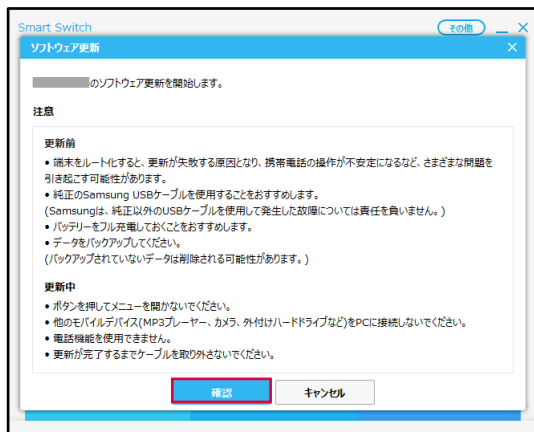 Smart Switch
その他
ソフトウェア更新
のソフトウェア更新を開始します。
注意
更新前
• 端末をルート化すると、更新が失敗する原因となり、携帯電話の操作が不安定になるなど、さまざまな問題を
引き起こす可能性があります。
• 純正のSamsung USBケーブルを使用することをおすすめします。
(Samsungは、純正以外のUSBケーブルを使用して発生した故障については責任を負いません。)
• バッテリーをフル充電しておくことをおすすめします。
• データをバックアップしてください。
(バックアップされていないデータは削除される可能性があります。)
更新中
• ボタンを押してメニューを開かないでください。
• 他のモバイルデバイス(MP3プレーヤー、カメラ、外付けハードドライブなど)をPCに接続しないでください。
• 電話機能を使用できません。
• 更新が完了するまでケーブルを取り外さないでください。
確認
キャンセル